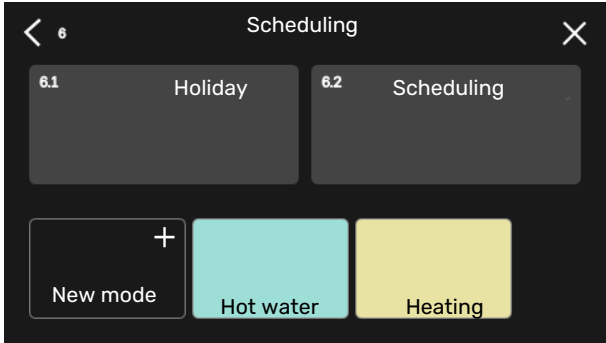 6 Scheduling
6.1 Holiday
6.2 Scheduling
New mode
Hot water
Heating